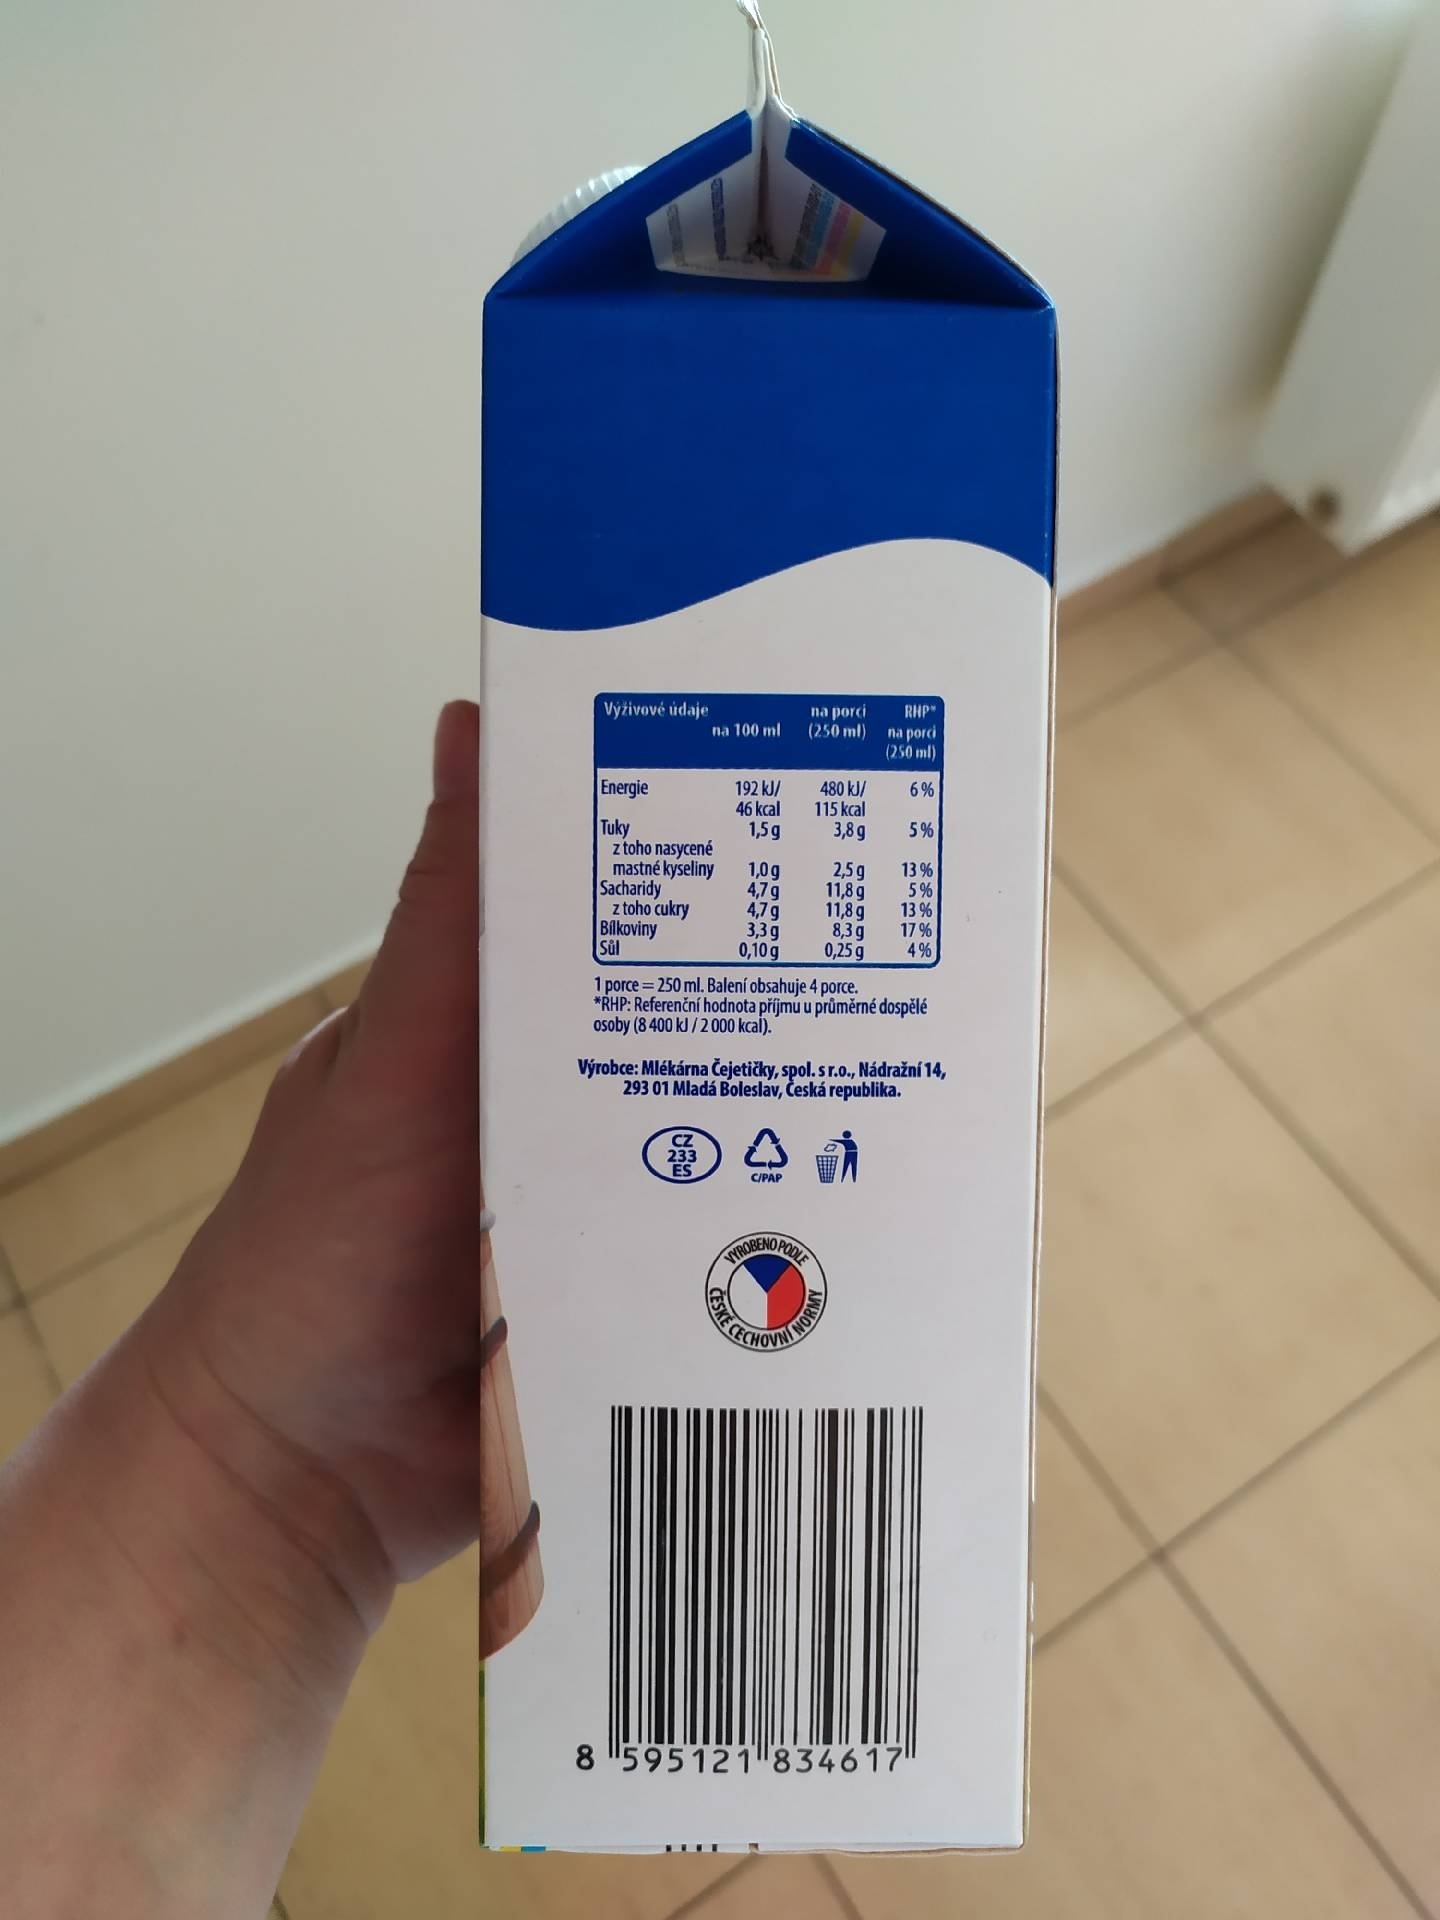 Výživové údaje na 100 ml na porci (250 ml) RHP* na porci (250 ml)
Energie 192 kJ/ 480 kJ/ 6 %
46 kcal 115 kcal
Tuky 1,5 g 3,8 g 5 %
z toho nasycené
mastné kyseliny 1,0 g 2,5 g 13 %
Sacharidy 4,7 g 11,8 g 5 %
z toho cukry 4,7 g 11,8 g 13 %
Bílkoviny 3,3 g 8,3 g 17 %
Sůl 0,10 g 0,25 g 4 %
1 porce = 250 ml. Balení obsahuje 4 porce.
*RHP: Referenční hodnota příjmu u průměrné dospělé
osoby (8 400 kJ / 2 000 kcal).
Výrobce: Mlékárna Čejetičky, spol. s r.o., Nádražní 14,
293 01 Mladá Boleslav, Česká republika.
CZ
233
ES
C/PAP
VYROBENO PODLE
ČESKÉ CECHOVNÍ NORMY
8 595121 834617